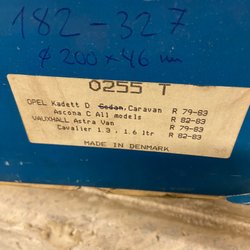 182-327
ø 200 x 46 mm
0255 T
OPEL Kadett D Sedan, Caravan R 79-83
Ascona C All models R 82-83
VAUXHALL Astra Van R 79-83
Cavalier 1.3, 1.6 ltr R 82-83
MADE IN DENMARK